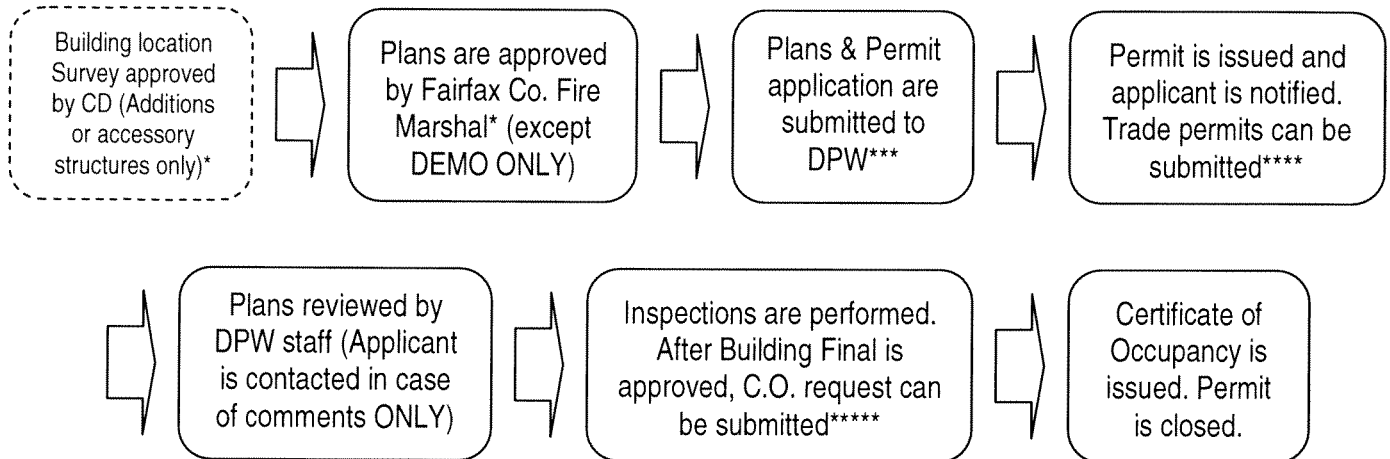 Building location
Survey approved
by CD (Additions
or accessory
structures only)*
Plans are approved
by Fairfax Co. Fire
Marshal* (except
DEMO ONLY)
Plans & Permit
application are
submitted to
DPW***
Permit is issued and
applicant is notified.
Trade permits can be
submitted****
Plans reviewed by
DPW staff (Applicant
is contacted in case
of comments ONLY)
Inspections are performed.
After Building Final is
approved, C.O. request can
be submitted*****
Certificate of
Occupancy is
issued. Permit
is closed.